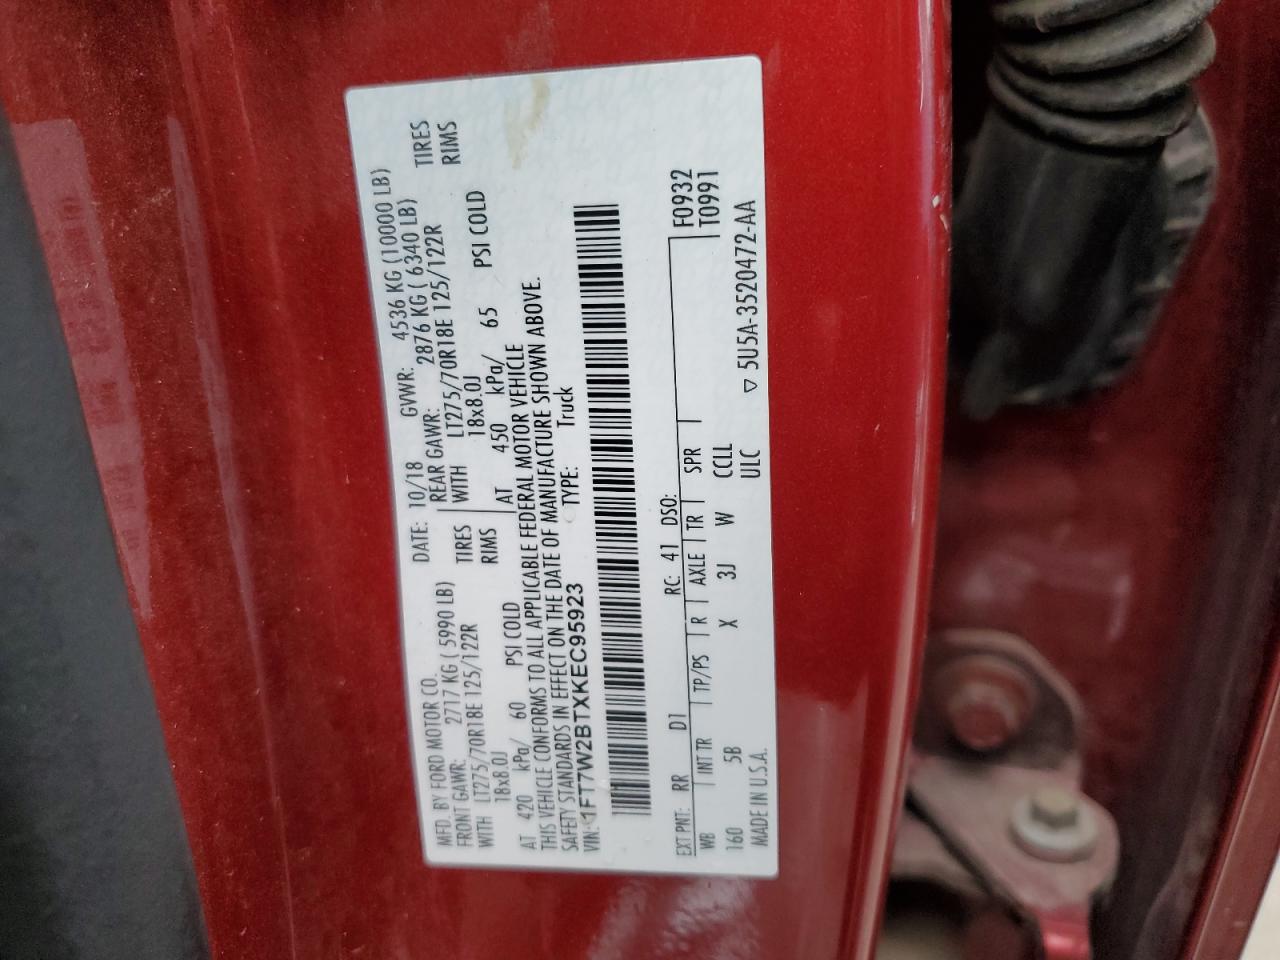 MFD. BY FORD MOTOR CO.
DATE: 10/18 GVWR: 4536 KG (10000 LB)
FRONT GAWR: 2717 KG ( 5990 LB) REAR GAWR: 2876 KG ( 6340 LB)
WITH LT275/70R18E 125/122R TIRES WITH LT275/70R18E 125/122R TIRES
18x8.0J RIMS 18x8.0J RIMS
AT 420 kPa/ 60 PSI COLD AT 450 kPa/ 65 PSI COLD
THIS VEHICLE CONFORMS TO ALL APPLICABLE FEDERAL MOTOR VEHICLE
SAFETY STANDARDS IN EFFECT ON THE DATE OF MANUFACTURE SHOWN ABOVE.
VIN: 1FT7W2BTXKEC95923 TYPE: Truck
F0932
T0991
EXT PNT: RR D1 RC: 41 DSO:
WB INT TR TP/PS R AXLE TR SPR
160 5B X 3J W CCLL
ULC
MADE IN U.S.A. ▽ 5U5A-3520472-AA